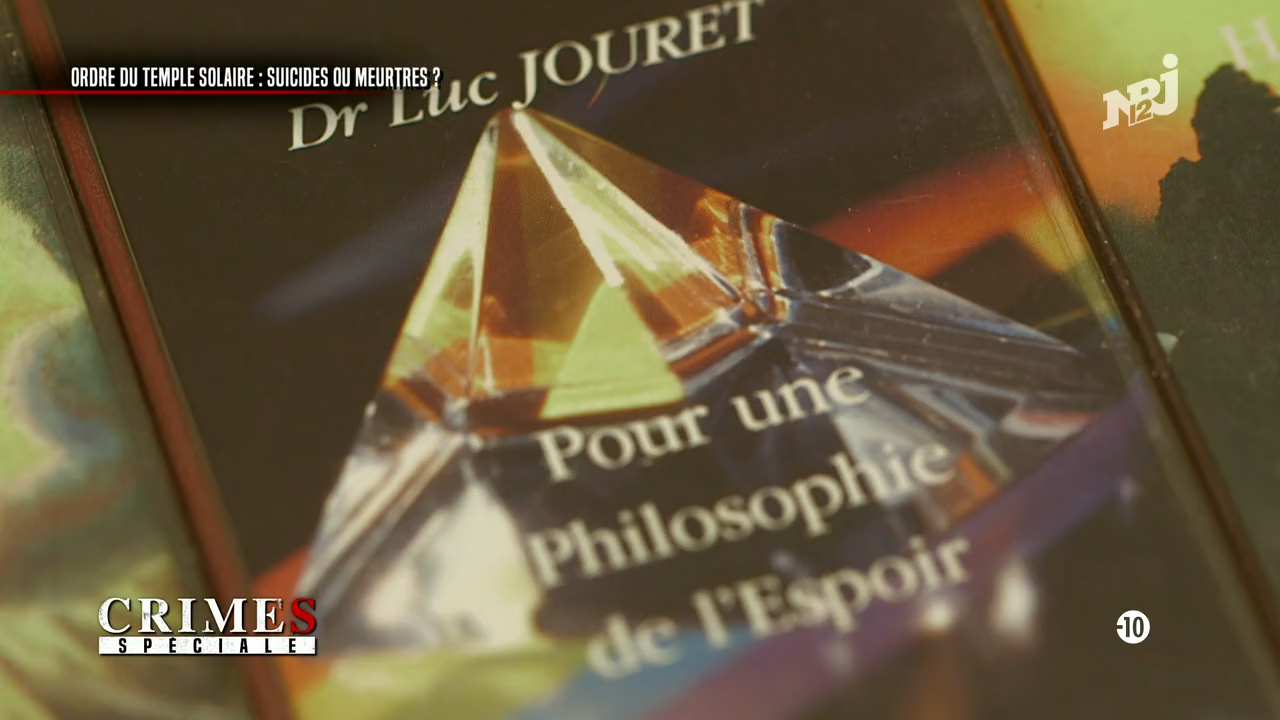 ORDRE DU TEMPLE SOLAIRE : SUICIDES OU MEURTRES ?
NRJ
12
Dr Luc JOURET
H
Pour une
Philosophie
de l'Espoir
CRIMES
SPÉCIALE
-10